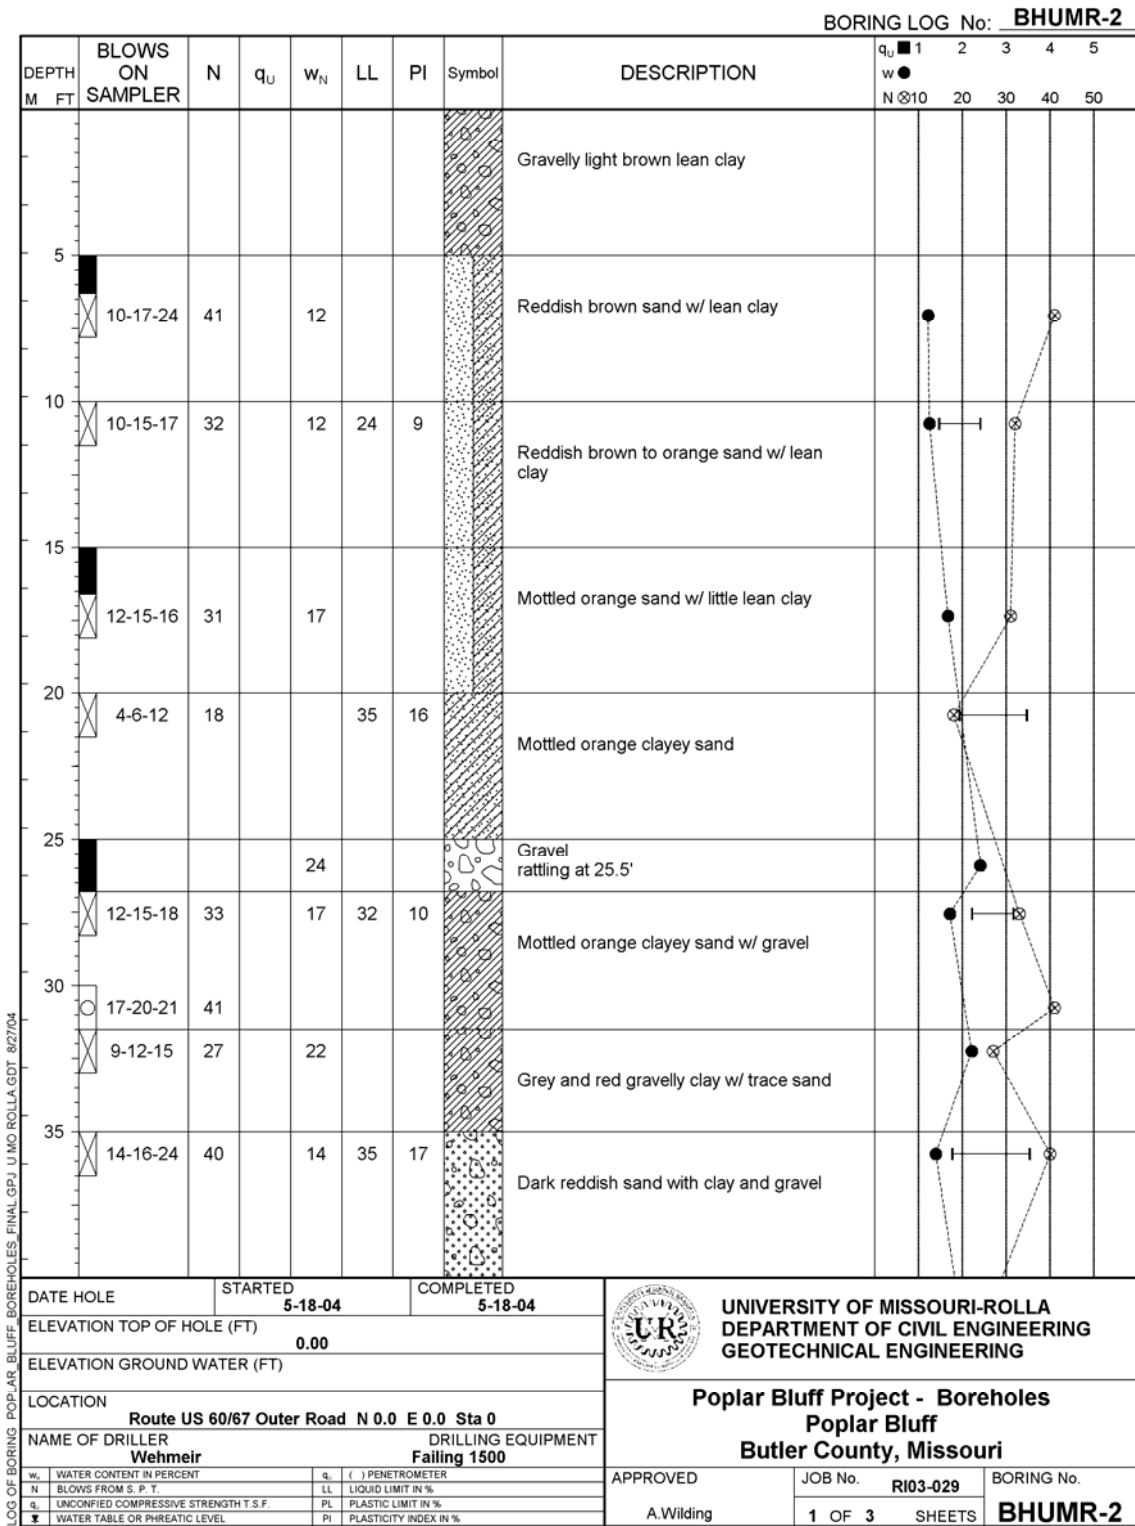 BORING LOG No: BHUMR-2
DEPTH
M FT
BLOWS
ON
SAMPLER
N
qU
wN
LL
PI
Symbol
DESCRIPTION
qU ■ 1 2 3 4 5
w ●
N ⊗ 10 20 30 40 50
Gravelly light brown lean clay
5
10-17-24 41 12
Reddish brown sand w/ lean clay
10
10-15-17 32 12 24 9
Reddish brown to orange sand w/ lean
clay
15
12-15-16 31 17
Mottled orange sand w/ little lean clay
20
4-6-12 18 35 16
Mottled orange clayey sand
25
24
Gravel
rattling at 25.5'
12-15-18 33 17 32 10
Mottled orange clayey sand w/ gravel
30
17-20-21 41
9-12-15 27 22
Grey and red gravelly clay w/ trace sand
35
14-16-24 40 14 35 17
Dark reddish sand with clay and gravel
LOG OF BORING POPLAR_BLUFF_BOREHOLES_FINAL.GPJ U MO ROLLA.GDT 8/27/04
DATE HOLE
STARTED
5-18-04
COMPLETED
5-18-04
ELEVATION TOP OF HOLE (FT)
0.00
ELEVATION GROUND WATER (FT)
LOCATION
Route US 60/67 Outer Road N 0.0 E 0.0 Sta 0
NAME OF DRILLER
Wehmeir
DRILLING EQUIPMENT
Failing 1500
WATER CONTENT IN PERCENT
N BLOWS FROM S. P. T.
qU UNCONFIED COMPRESSIVE STRENGTH T.S.F.
WATER TABLE OR PHREATIC LEVEL
qU ( ) PENETROMETER
LL LIQUID LIMIT IN %
PL PLASTIC LIMIT IN %
PI PLASTICITY INDEX IN %
UR
UNIVERSITY OF MISSOURI-ROLLA
DEPARTMENT OF CIVIL ENGINEERING
GEOTECHNICAL ENGINEERING
Poplar Bluff Project - Boreholes
Poplar Bluff
Butler County, Missouri
APPROVED
A.Wilding
JOB No.
RI03-029
1 OF 3 SHEETS
BORING No.
BHUMR-2